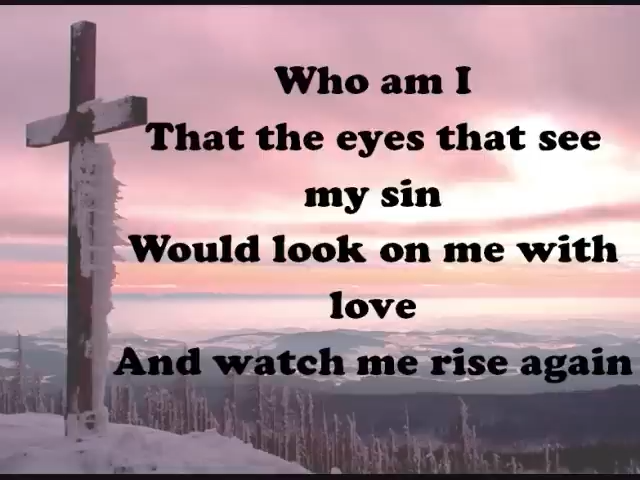 Who am I
That the eyes that see
my sin
Would look on me with
love
And watch me rise again